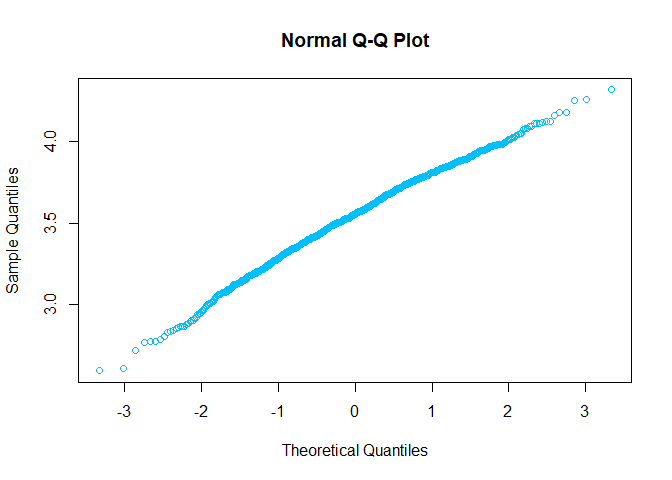 Normal Q-Q Plot
Sample Quantiles
4.0
3.5
3.0
-3 -2 -1 0 1 2 3
Theoretical Quantiles